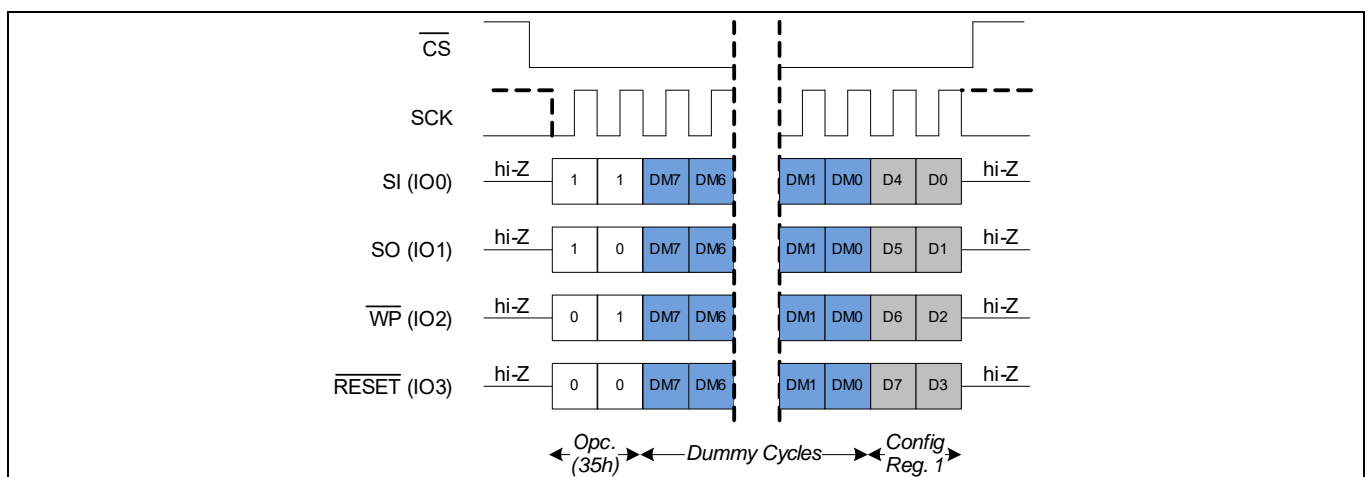 CS
SCK
SI (IO0) hi-Z 1 1 DM7 DM6 DM1 DM0 D4 D0 hi-Z
SO (IO1) hi-Z 1 0 DM7 DM6 DM1 DM0 D5 D1 hi-Z
WP (IO2) hi-Z 0 1 DM7 DM6 DM1 DM0 D6 D2 hi-Z
RESET (IO3) hi-Z 0 0 DM7 DM6 DM1 DM0 D7 D3 hi-Z
Opc. (35h) Dummy Cycles Config Reg. 1